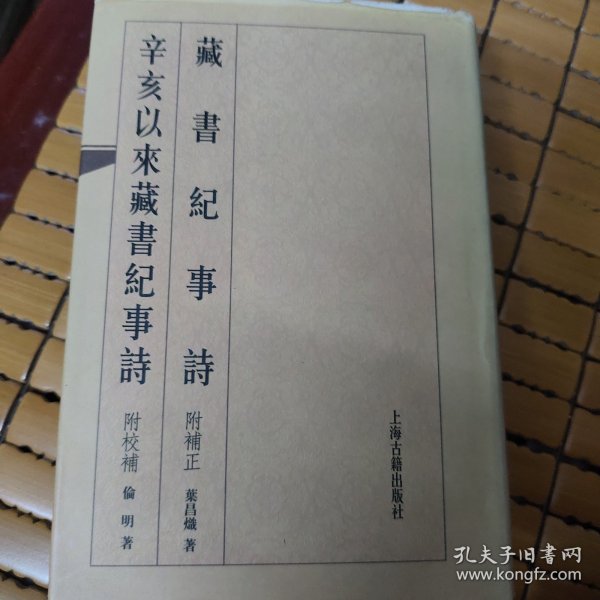 藏書紀事詩 附補正 葉昌熾 著
辛亥以來藏書紀事詩 附校補 倫明 著
上海古籍出版社
孔夫子旧书网
www.kongfz.com